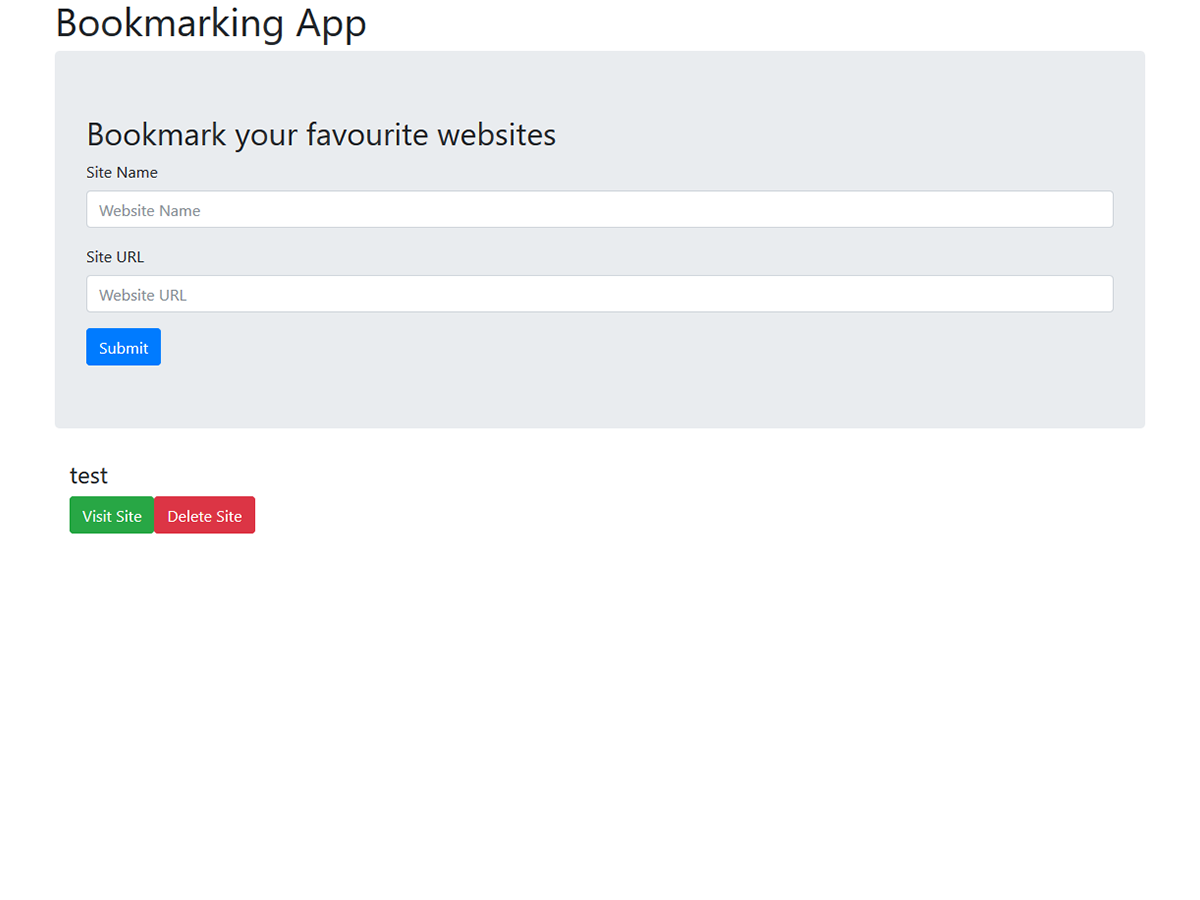 Bookmarking App
Bookmark your favourite websites
Site Name
Website Name
Site URL
Website URL
Submit
test
Visit Site Delete Site